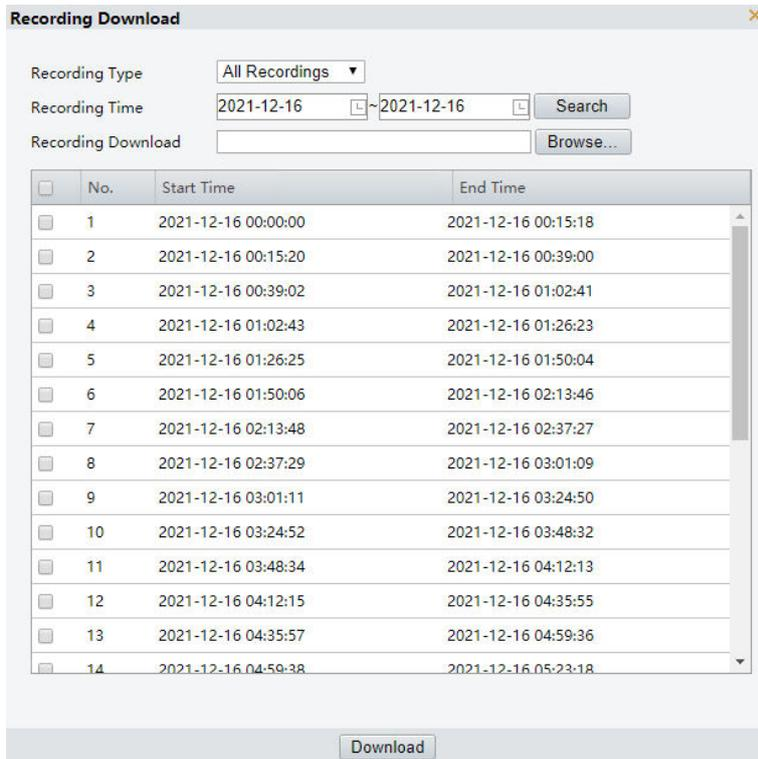 Recording Download
Recording Type All Recordings
Recording Time 2021-12-16 ~ 2021-12-16 Search
Recording Download Browse...
No. Start Time End Time
1 2021-12-16 00:00:00 2021-12-16 00:15:18
2 2021-12-16 00:15:20 2021-12-16 00:39:00
3 2021-12-16 00:39:02 2021-12-16 01:02:41
4 2021-12-16 01:02:43 2021-12-16 01:26:23
5 2021-12-16 01:26:25 2021-12-16 01:50:04
6 2021-12-16 01:50:06 2021-12-16 02:13:46
7 2021-12-16 02:13:48 2021-12-16 02:37:27
8 2021-12-16 02:37:29 2021-12-16 03:01:09
9 2021-12-16 03:01:11 2021-12-16 03:24:50
10 2021-12-16 03:24:52 2021-12-16 03:48:32
11 2021-12-16 03:48:34 2021-12-16 04:12:13
12 2021-12-16 04:12:15 2021-12-16 04:35:55
13 2021-12-16 04:35:57 2021-12-16 04:59:36
14 2021-12-16 04:59:38 2021-12-16 05:23:18
Download